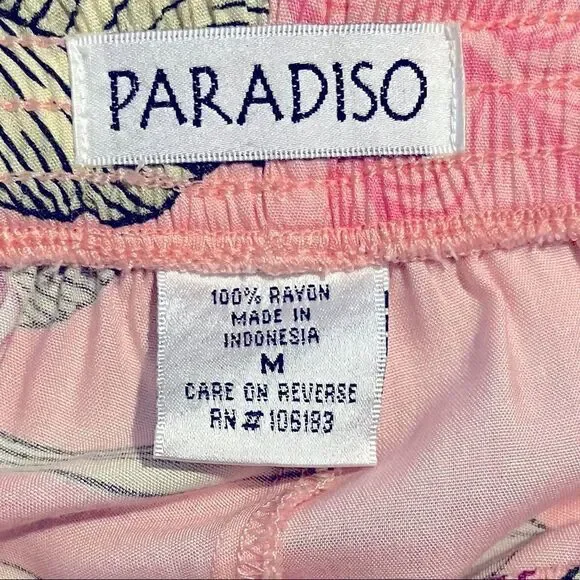 PARADISO
100% RAYON
MADE IN
INDONESIA
M
CARE ON REVERSE
RN # 106183